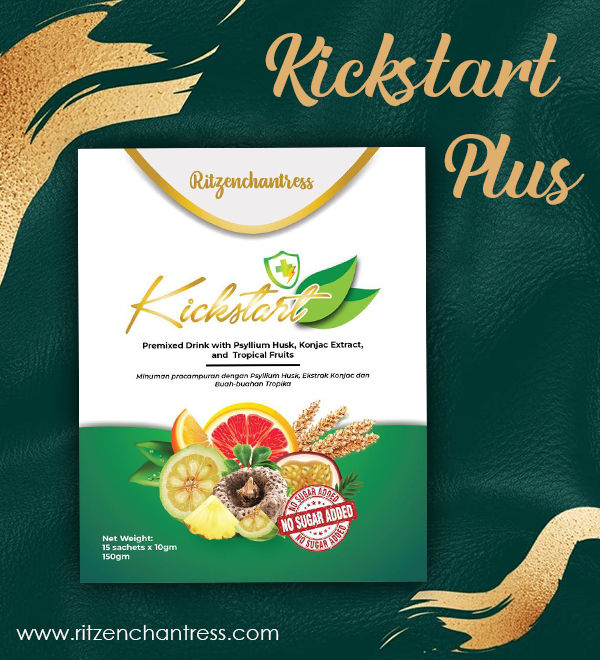 Kickstart
Plus
Ritzenchantress
Kickstart
Premixed Drink with Psyllium Husk, Konjac Extract,
and Tropical Fruits
Minuman pracampuran dengan Psyllium Husk, Ekstrak Konjac dan
Buah-buahan Tropika
NO SUGAR ADDED
NO SUGAR ADDED
NO SUGAR ADDED
Net Weight:
15 sachets x 10gm
150gm
www.ritzenchantress.com